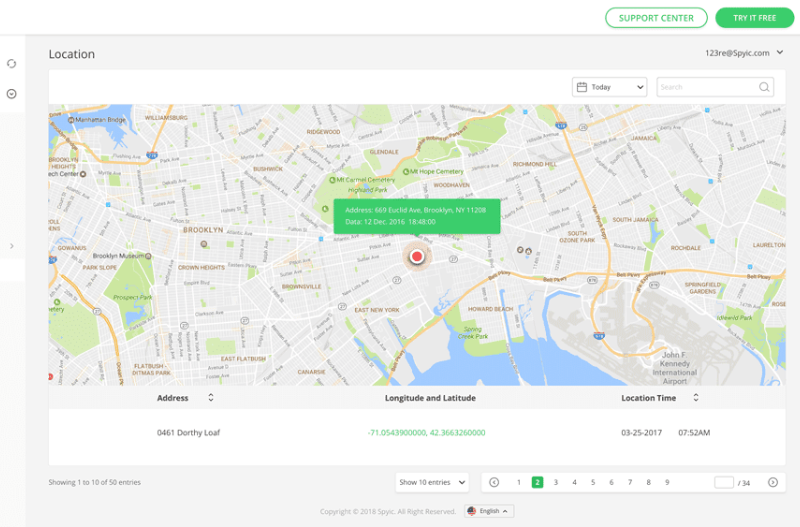 SUPPORT CENTER
TRY IT FREE
Location
123re@Spyic.com
Today
Search
Manhattan Bridge
WILLIAMSBURG
RIDGEWOOD
GLENDALE
JAMAICA
RICHMOND HILL
BROOKLYN
HEIGHTS
BUSHWICK
Mt Hope Cemetery
Mt Carmel Cemetery
Highland Park
WOODHAVEN
Address: 669 Euclid Ave, Brooklyn, NY 11208
Data: 12 Dec. 2016 18:48:00
SOUTH JAMAICA
BROOKLYN
SOUTH
OZONE PARK
ROCHDALE
LAURELTON
GOWANUS
Brooklyn Museum
PARK SLOPE
CROWN HEIGHTS
BROWNSVILLE
Prospect Park
SPRINGFIELD
GARDENS
EAST NEW YORK
HOWARD BEACH
Spring
Creek Park
Idlewild Park
EAST FLATBUSH
FLATBUSH -
DITMAS PARK
CANARSIE
John F.
Kennedy
International
Airport
Address
Longitude and Latitude
Location Time
0461 Dorthy Loaf
-71.0543900000, 42.3663260000
03-25-2017 07:52AM
Showing 1 to 10 of 50 entries
Show 10 entries
1 2 3 4 5 6 7 8 9 / 34
Copyright © 2018 Spyic. All Right Reserved.
English